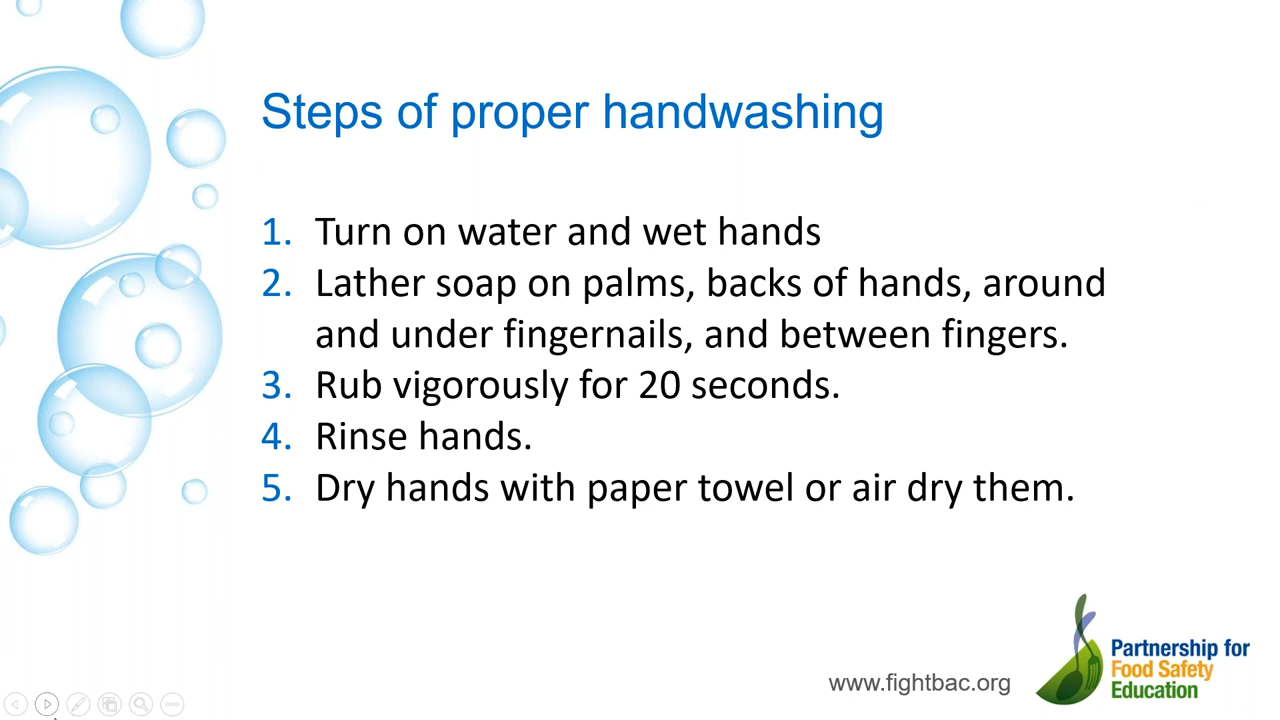 Steps of proper handwashing
1. Turn on water and wet hands
2. Lather soap on palms, backs of hands, around
and under fingernails, and between fingers.
3. Rub vigorously for 20 seconds.
4. Rinse hands.
5. Dry hands with paper towel or air dry them.
www.fightbac.org
Partnership for
Food Safety
Education